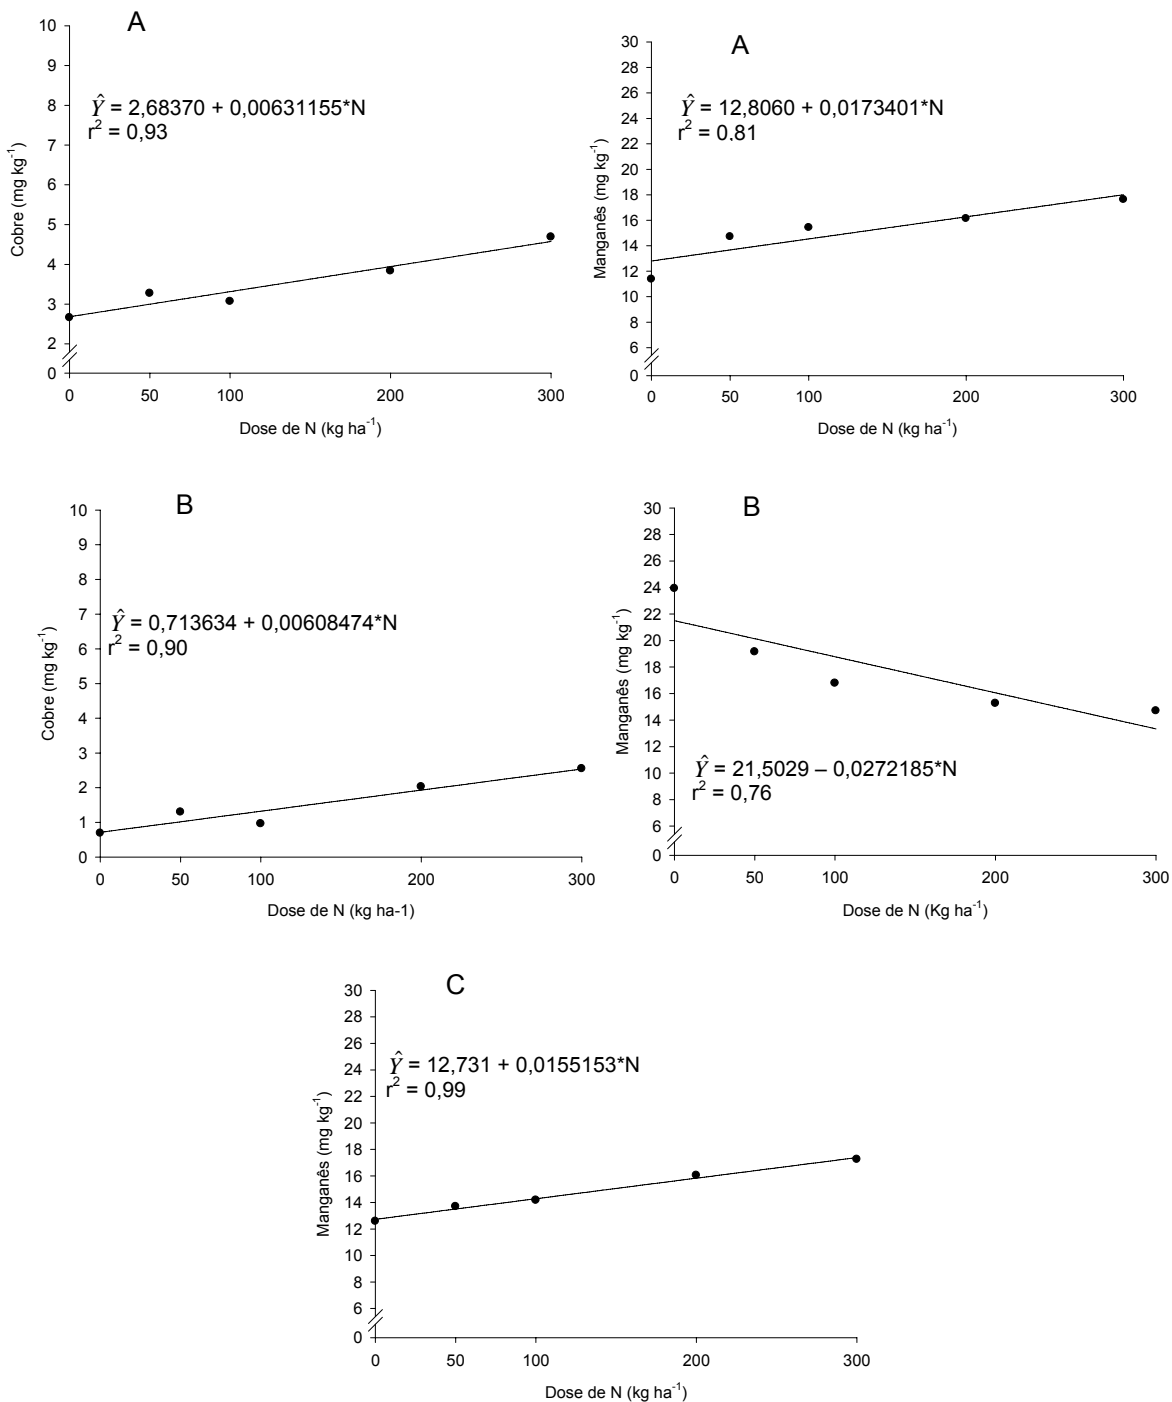 A
10
9
8
7
6
5
4
3
2
0
Cobre (mg kg⁻¹)
Ŷ = 2,68370 + 0,00631155*N
r² = 0,93
0 50 100 200 300
Dose de N (kg ha⁻¹)
A
30
28
26
24
22
20
18
16
14
12
10
8
6
0
Manganês (mg kg⁻¹)
Ŷ = 12,8060 + 0,0173401*N
r² = 0.81
0 50 100 200 300
Dose de N (kg ha⁻¹)
B
10
9
8
7
6
5
4
3
2
1
0
Cobre (mg kg⁻¹)
Ŷ = 0,713634 + 0,00608474*N
r² = 0,90
0 50 100 200 300
Dose de N (kg ha-1)
B
30
28
26
24
22
20
18
16
14
12
10
8
6
0
Manganês (mg kg⁻¹)
Ŷ = 21,5029 – 0,0272185*N
r² = 0,76
0 50 100 200 300
Dose de N (Kg ha⁻¹)
C
30
28
26
24
22
20
18
16
14
12
10
8
6
0
Manganês (mg kg⁻¹)
Ŷ = 12,731 + 0,0155153*N
r² = 0,99
0 50 100 200 300
Dose de N (kg ha⁻¹)